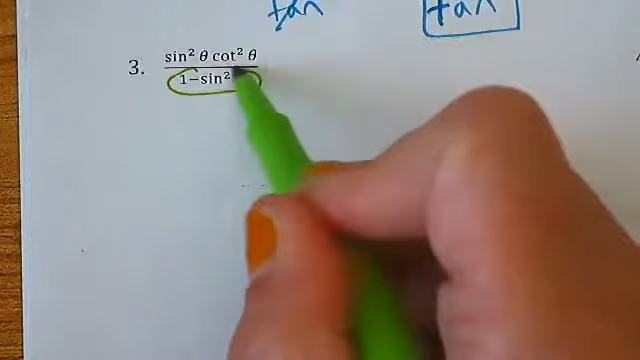 tan
tan
3. sin² θ cot² θ
1−sin²